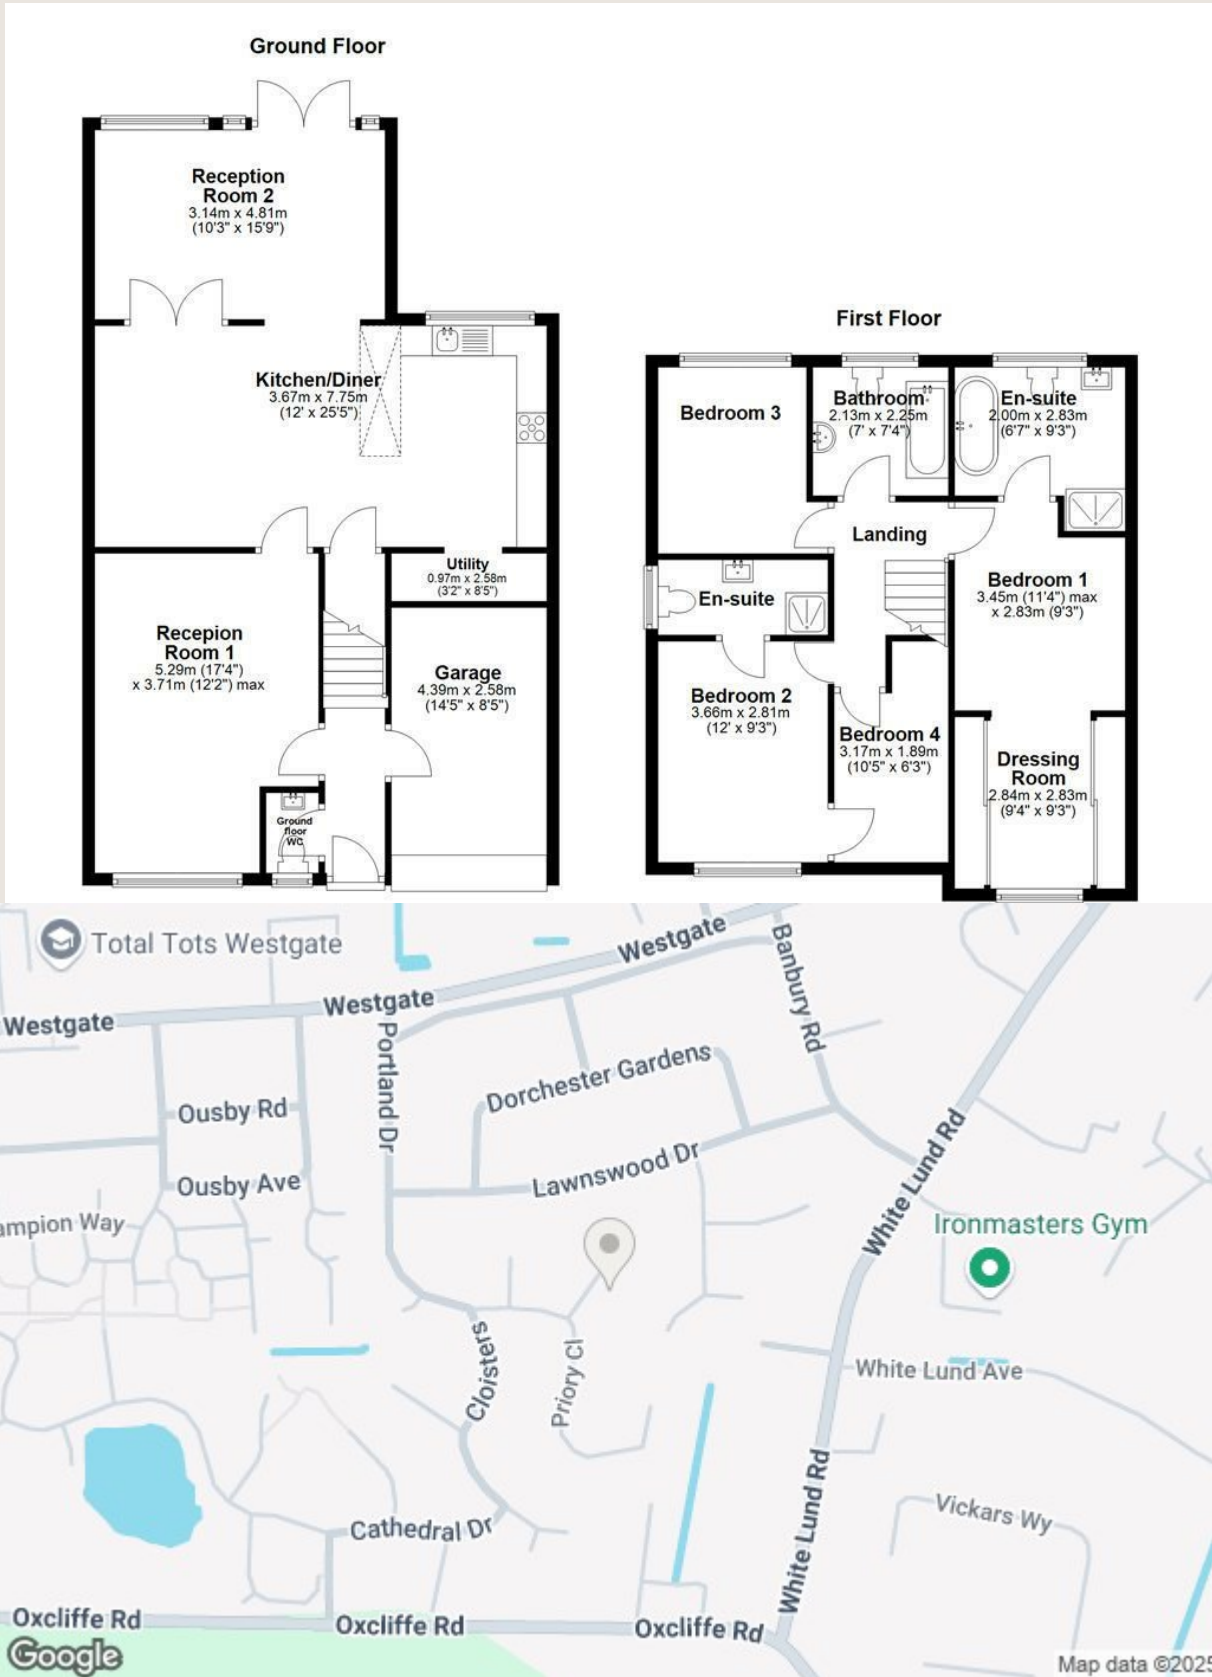 Ground Floor
Reception
Room 2
3.14m x 4.81m
(10'3" x 15'9")
Kitchen/Diner
3.67m x 7.75m
(12' x 25'5")
Utility
0.97m x 2.58m
(3'2" x 8'5")
Recepion
Room 1
5.29m (17'4")
x 3.71m (12'2") max
Garage
4.39m x 2.58m
(14'5" x 8'5")
Ground
floor
WC
First Floor
Bedroom 3
Bathroom
2.13m x 2.25m
(7' x 7'4")
En-suite
2.00m x 2.83m
(6'7" x 9'3")
Landing
En-suite
Bedroom 1
3.45m (11'4") max
x 2.83m (9'3")
Bedroom 2
3.66m x 2.81m
(12' x 9'3")
Bedroom 4
3.17m x 1.89m
(10'5" x 6'3")
Dressing
Room
2.84m x 2.83m
(9'4" x 9'3")
Total Tots Westgate
Westgate
Westgate
Westgate
Banbury Rd
Portland Dr
Dorchester Gardens
Ousby Rd
Ousby Ave
Lawnswood Dr
White Lund Rd
ampion Way
Ironmasters Gym
Cloisters
Priory Cl
White Lund Ave
Vickars Wy
Cathedral Dr
White Lund Rd
Oxcliffe Rd
Oxcliffe Rd
Oxcliffe Rd
Google
Map data ©2025